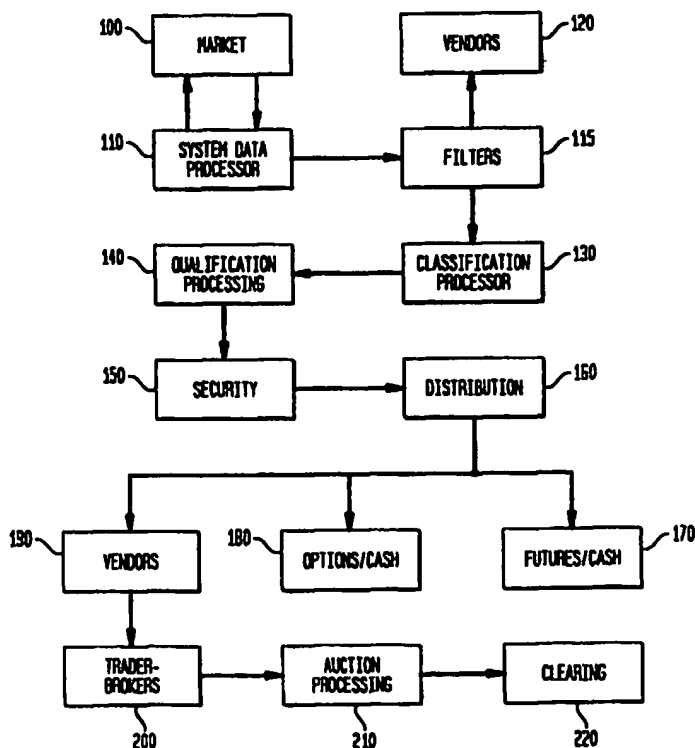 100
MARKET
VENDORS
120
110
SYSTEM DATA
PROCESSOR
FILTERS
115
140
QUALIFICATION
PROCESSING
CLASSIFICATION
PROCESSOR
130
150
SECURITY
DISTRIBUTION
160
190
VENDORS
180
OPTIONS/CASH
FUTURES/CASH
170
TRADER-
BROKERS
AUCTION
PROCESSING
CLEARING
200
210
220